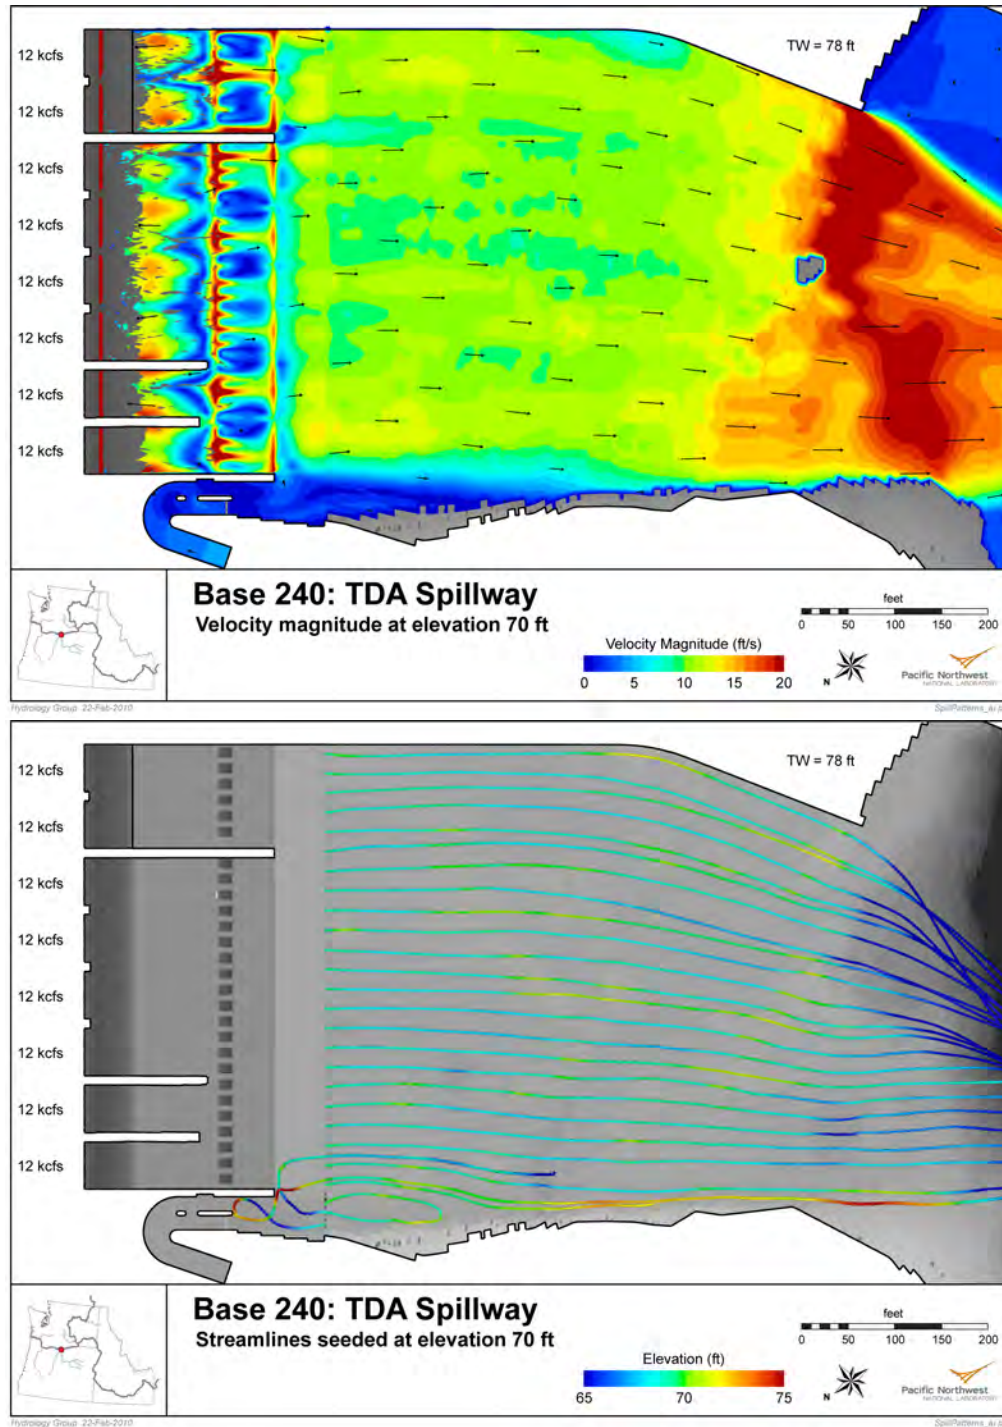 TW = 78 ft
12 kcfs
12 kcfs
12 kcfs
12 kcfs
12 kcfs
12 kcfs
12 kcfs
12 kcfs
Base 240: TDA Spillway
Velocity magnitude at elevation 70 ft
Velocity Magnitude (ft/s)
0 5 10 15 20
feet
0 50 100 150 200
N
Pacific Northwest
NATIONAL LABORATORY
Hydrology Group 22-Feb-2010
TW = 78 ft
12 kcfs
12 kcfs
12 kcfs
12 kcfs
12 kcfs
12 kcfs
12 kcfs
12 kcfs
Base 240: TDA Spillway
Streamlines seeded at elevation 70 ft
Elevation (ft)
65 70 75
feet
0 50 100 150 200
N
Pacific Northwest
NATIONAL LABORATORY
Hydrology Group 22-Feb-2010